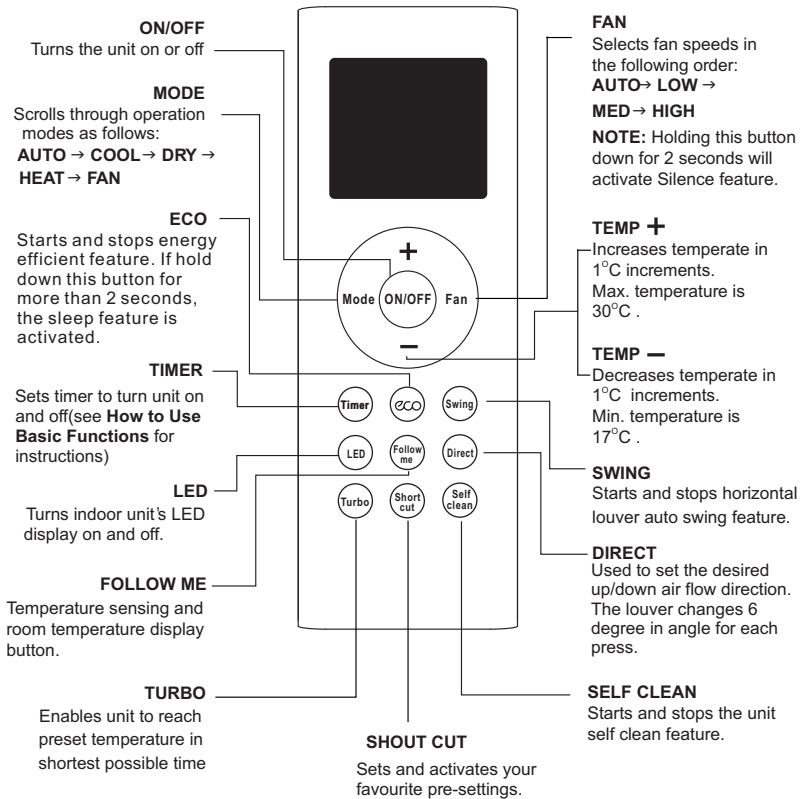 ON/OFF
Turns the unit on or off
MODE
Scrolls through operation
modes as follows:
AUTO → COOL → DRY →
HEAT → FAN
ECO
Starts and stops energy
efficient feature. If hold
down this button for
more than 2 seconds,
the sleep feature is
activated.
TIMER
Sets timer to turn unit on
and off(see How to Use
Basic Functions for
instructions)
LED
Turns indoor unit's LED
display on and off.
FOLLOW ME
Temperature sensing and
room temperature display
button.
TURBO
Enables unit to reach
preset temperature in
shortest possible time
+
Mode ON/OFF Fan
−
Timer eco Swing
LED Follow me Direct
Turbo Short cut Self clean
SHOUT CUT
Sets and activates your
favourite pre-settings.
FAN
Selects fan speeds in
the following order:
AUTO → LOW →
MED → HIGH
NOTE: Holding this button
down for 2 seconds will
activate Silence feature.
TEMP +
Increases temperate in
1°C increments.
Max. temperature is
30°C .
TEMP −
Decreases temperate in
1°C increments.
Min. temperature is
17°C .
SWING
Starts and stops horizontal
louver auto swing feature.
DIRECT
Used to set the desired
up/down air flow direction.
The louver changes 6
degree in angle for each
press.
SELF CLEAN
Starts and stops the unit
self clean feature.